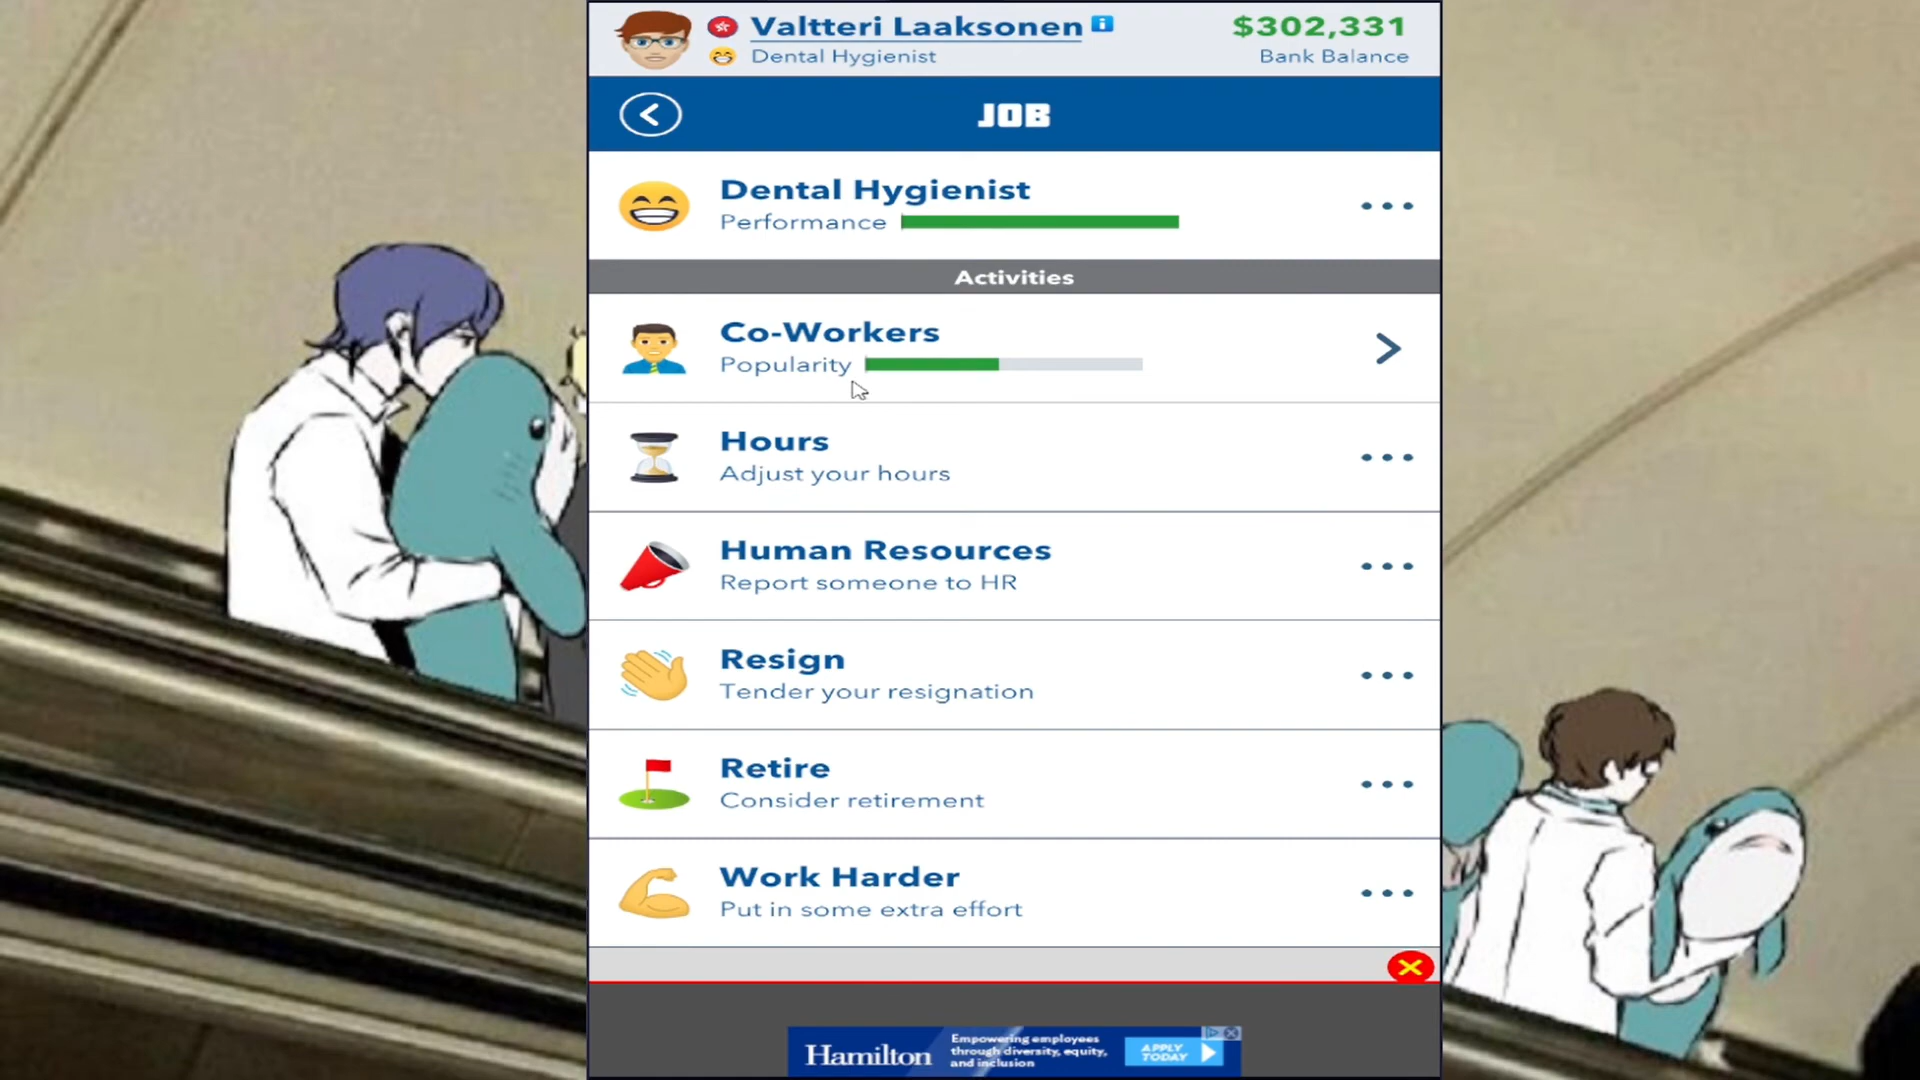 Valtteri Laaksonen
$302,331
Dental Hygienist
Bank Balance
JOB
Dental Hygienist
Performance
Activities
Co-Workers
Popularity
Hours
Adjust your hours
Human Resources
Report someone to HR
Resign
Tender your resignation
Retire
Consider retirement
Work Harder
Put in some extra effort
Hamilton
Empowering employees
through diversity, equity,
and inclusion
APPLY
TODAY